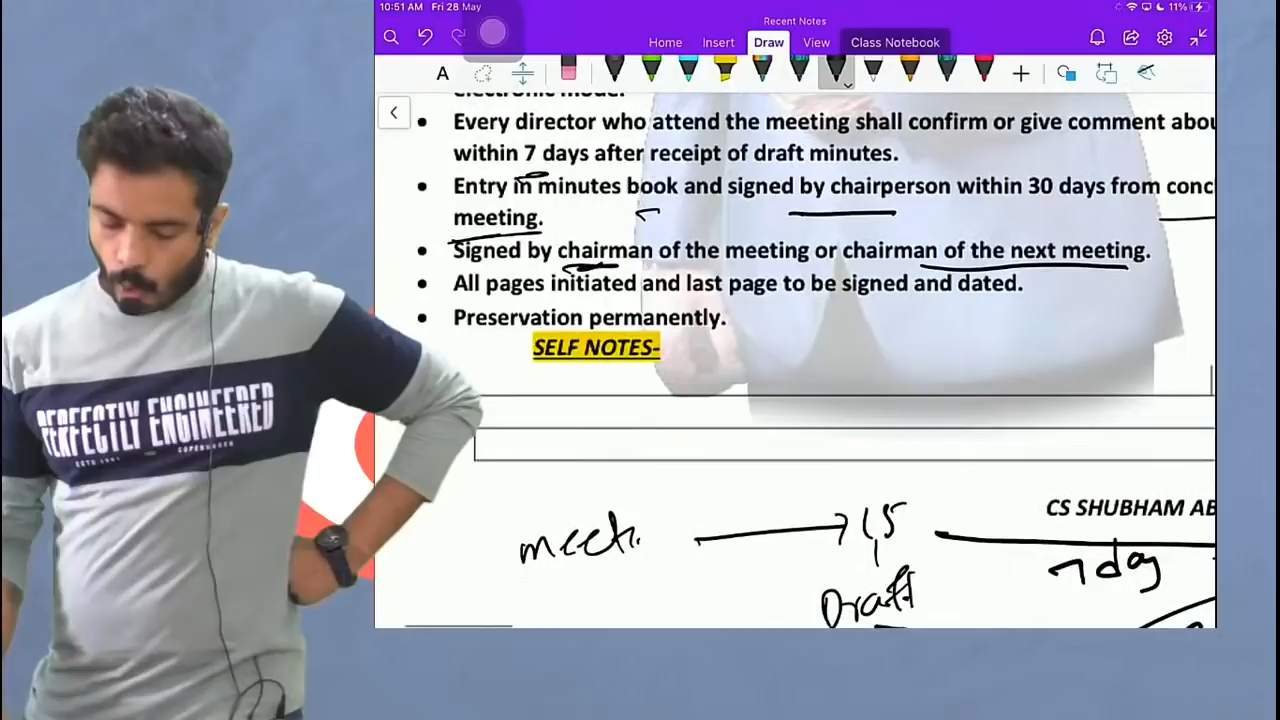 10:51 AM Fri 28 May
Recent Notes
11%
Home Insert Draw View Class Notebook
A
electronic mode.
• Every director who attend the meeting shall confirm or give comment abou
within 7 days after receipt of draft minutes.
• Entry in minutes book and signed by chairperson within 30 days from conc
meeting.
• Signed by chairman of the meeting or chairman of the next meeting.
• All pages initiated and last page to be signed and dated.
• Preservation permanently.
SELF NOTES-
PERFECTLY ENGINEERED
COPENHAGEN
CS SHUBHAM AB
meeti. 15
7 day
Draft